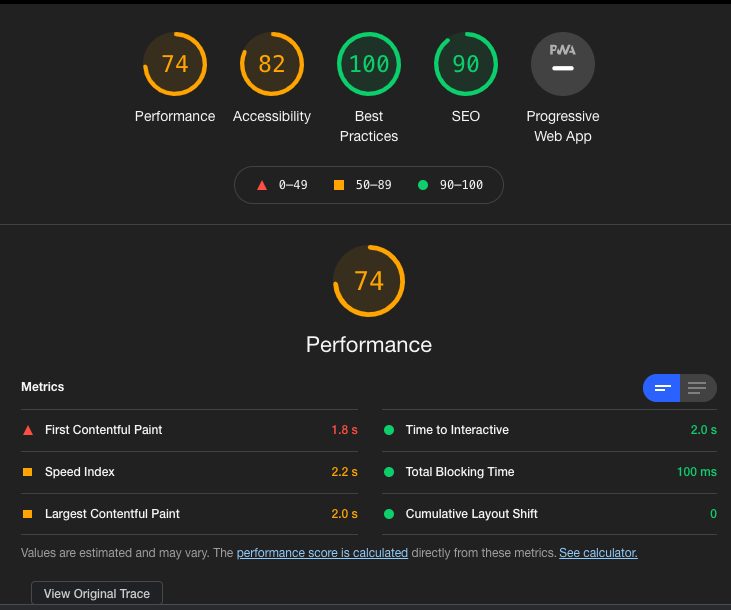 74 82 100 90 PWA
Performance Accessibility Best Practices SEO Progressive Web App
0–49 50–89 90–100
74
Performance
Metrics
First Contentful Paint 1.8 s
Time to Interactive 2.0 s
Speed Index 2.2 s
Total Blocking Time 100 ms
Largest Contentful Paint 2.0 s
Cumulative Layout Shift 0
Values are estimated and may vary. The performance score is calculated directly from these metrics. See calculator.
View Original Trace